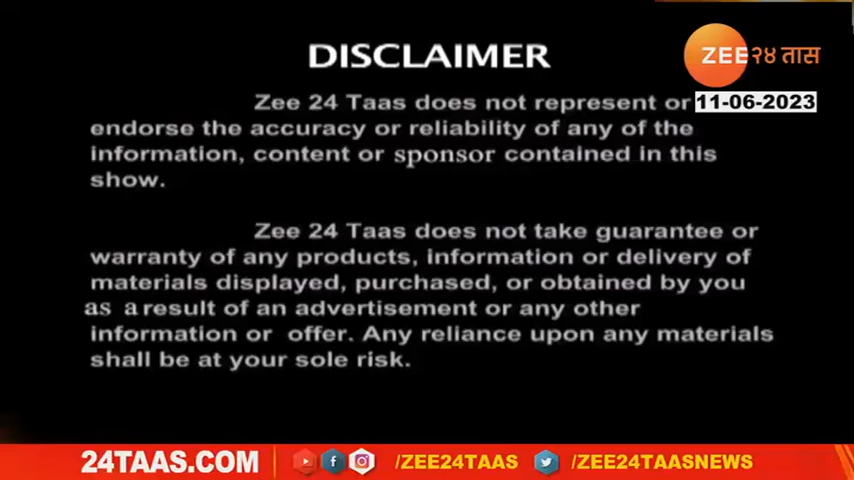 DISCLAIMER
ZEE २४ तास
11-06-2023
Zee 24 Taas does not represent or
endorse the accuracy or reliability of any of the
information, content or sponsor contained in this
show.
Zee 24 Taas does not take guarantee or
warranty of any products, information or delivery of
materials displayed, purchased, or obtained by you
as a result of an advertisement or any other
information or offer. Any reliance upon any materials
shall be at your sole risk.
24TAAS.COM /ZEE24TAAS /ZEE24TAASNEWS